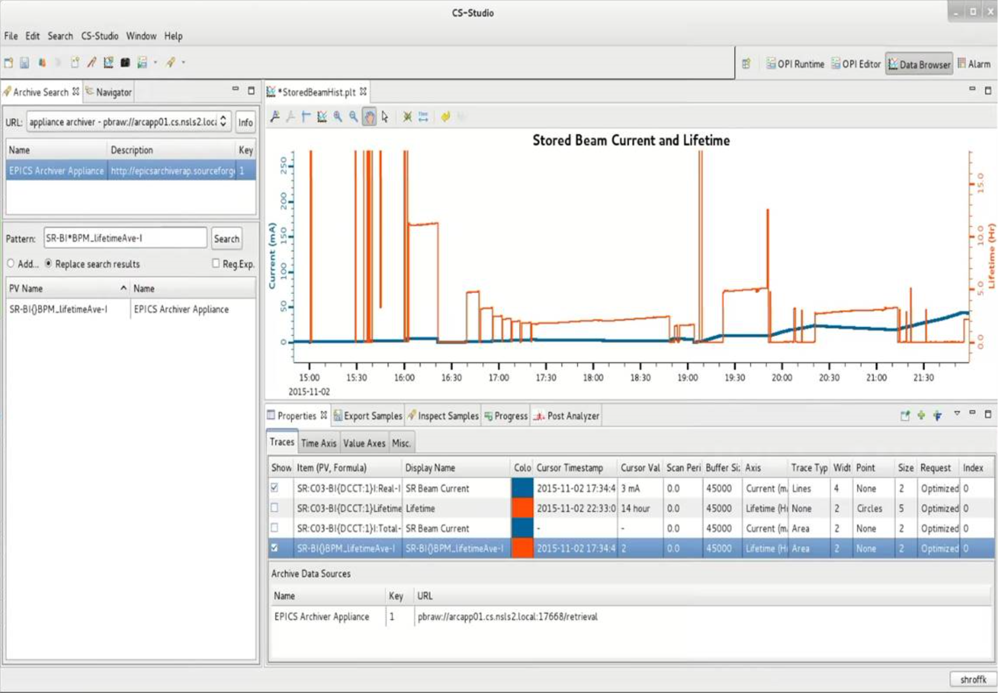 CS-Studio
File Edit Search CS-Studio Window Help
OPI Runtime OPI Editor Data Browser Alarm
Archive Search Navigator
*StoredBeamHist.plt
URL: appliance archiver - pbraw://arcapp01.cs.nsls2.loca Info
Name Description Key
EPICS Archiver Appliance http://epicsarchiverap.sourceforg 1
Pattern: SR-BI*BPM_lifetimeAve-I Search
Add... Replace search results Reg.Exp.
PV Name Name
SR-BI{}BPM_lifetimeAve-I EPICS Archiver Appliance
Stored Beam Current and Lifetime
Current (mA)
250
200
150
100
50
0
Lifetime (Hr)
15.0
10.0
5.0
0.0
15:00 15:30 16:00 16:30 17:00 17:30 18:00 18:30 19:00 19:30 20:00 20:30 21:00 21:30
2015-11-02
Properties Export Samples Inspect Samples Progress Post Analyzer
Traces Time Axis Value Axes Misc.
Show Item (PV, Formula) Display Name Colo Cursor Timestamp Cursor Val Scan Peri Buffer Si: Axis Trace Typ Widt Point Size Request Index
SR:C03-BI{DCCT:1}I:Real-I SR Beam Current 2015-11-02 17:34:4 3 mA 0.0 45000 Current (m. Lines 4 None 2 Optimized 0
SR:C03-BI{DCCT:1}Lifetime Lifetime 2015-11-02 22:33:0 14 hour 0.0 45000 Lifetime (Hr None 2 Circles 5 Optimized 0
SR:C03-BI{DCCT:1}I:Total- SR Beam Current - - 0.0 45000 Current (m. Area 2 None 2 Optimized 0
SR-BI{}BPM_lifetimeAve-I SR-BI{}BPM_lifetimeAve-I 2015-11-02 17:34:4 2 0.0 45000 Lifetime (Hr Area 2 None 2 Optimized 0
Archive Data Sources
Name Key URL
EPICS Archiver Appliance 1 pbraw://arcapp01.cs.nsls2.local:17668/retrieval
shroffk